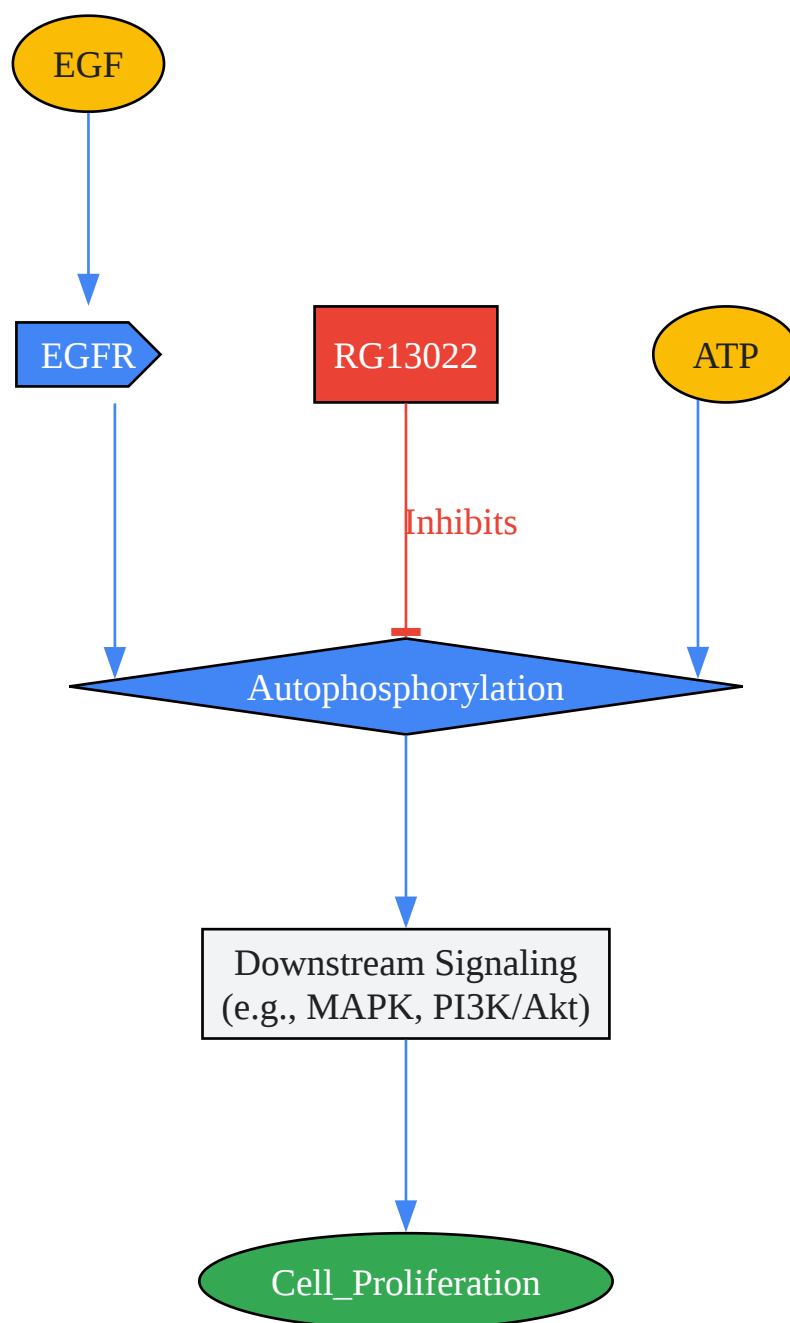 EGF
EGFR
RG13022
ATP
Inhibits
Autophosphorylation
Downstream Signaling
(e.g., MAPK, PI3K/Akt)
Cell_Proliferation